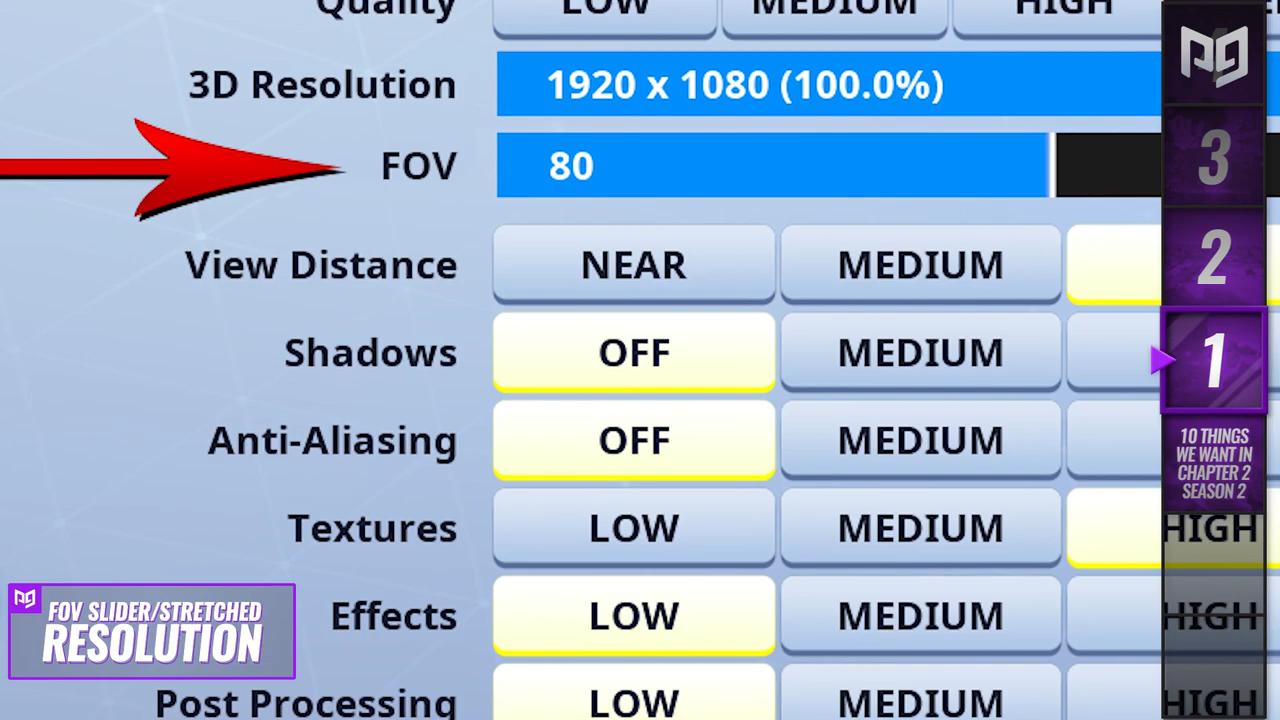 Quality LOW MEDIUM HIGH
3D Resolution 1920 x 1080 (100.0%)
FOV 80
View Distance NEAR MEDIUM
Shadows OFF MEDIUM
Anti-Aliasing OFF MEDIUM
Textures LOW MEDIUM HIGH
Effects LOW MEDIUM HIGH
Post Processing LOW MEDIUM HIGH
3
2
1
10 THINGS
WE WANT IN
CHAPTER 2
SEASON 2
FOV SLIDER/STRETCHED
RESOLUTION